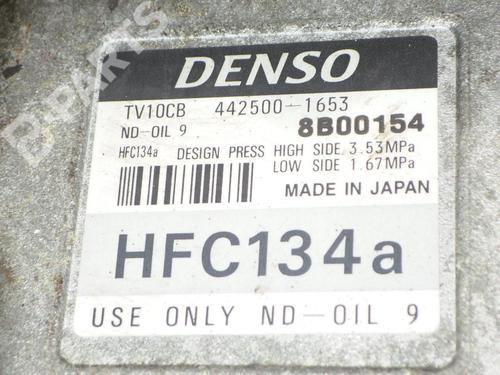 DENSO
TV10CB 442500-1653
ND-OIL 9 8B00154
HFC134a DESIGN PRESS HIGH SIDE 3.53MPa
LOW SIDE 1.67MPa
MADE IN JAPAN
HFC134a
USE ONLY ND-OIL 9
B-PARTS